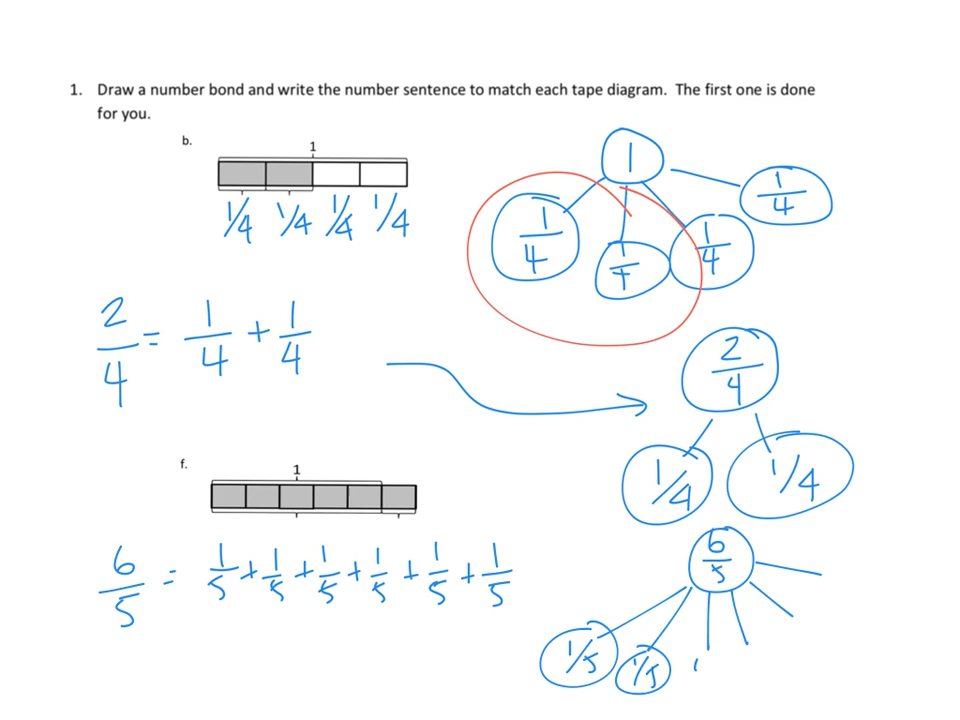 1. Draw a number bond and write the number sentence to match each tape diagram. The first one is done
for you.
b.
1
1/4 1/4 1/4 1/4
1
1/4
1/4
1/4
1/4
2/4 = 1/4 + 1/4
2/4
1/4 1/4
f.
1
6/5 = 1/5 + 1/5 + 1/5 + 1/5 + 1/5 + 1/5
6/5
1/5 1/5